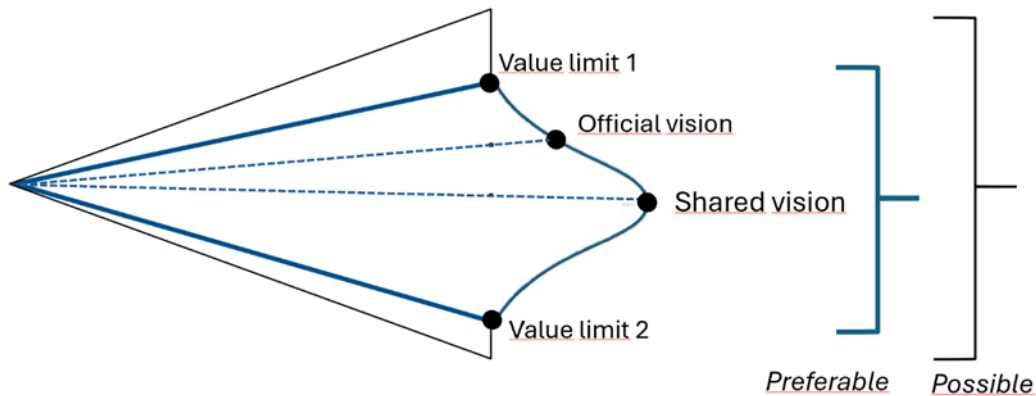 Value limit 1
Official vision
Shared vision
Value limit 2
Preferable
Possible